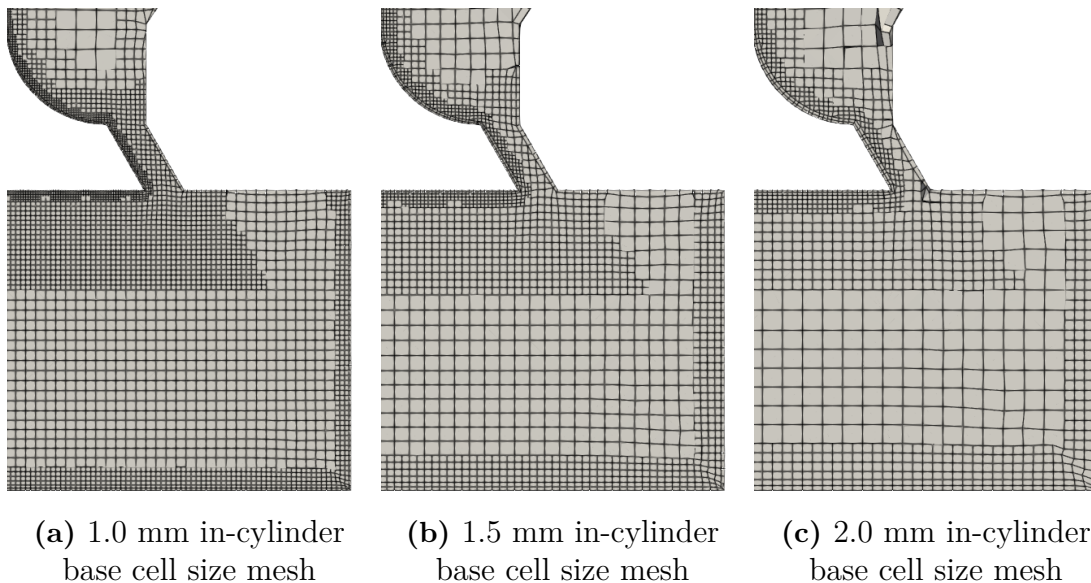 (a) 1.0 mm in-cylinder
base cell size mesh
(b) 1.5 mm in-cylinder
base cell size mesh
(c) 2.0 mm in-cylinder
base cell size mesh